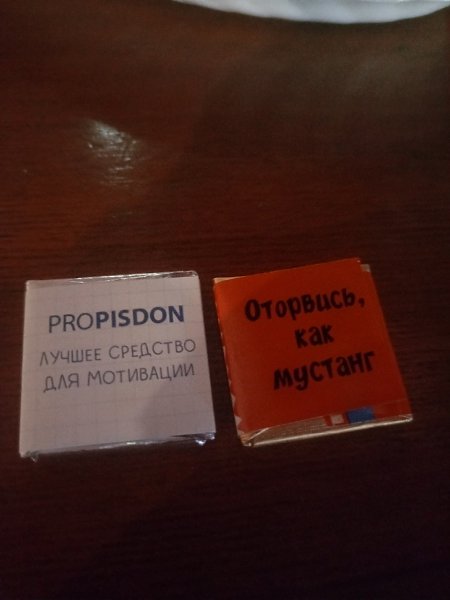 PROPISDON
ЛУЧШЕЕ СРЕДСТВО
ДЛЯ МОТИВАЦИИ
Оторвись,
как
мустанг